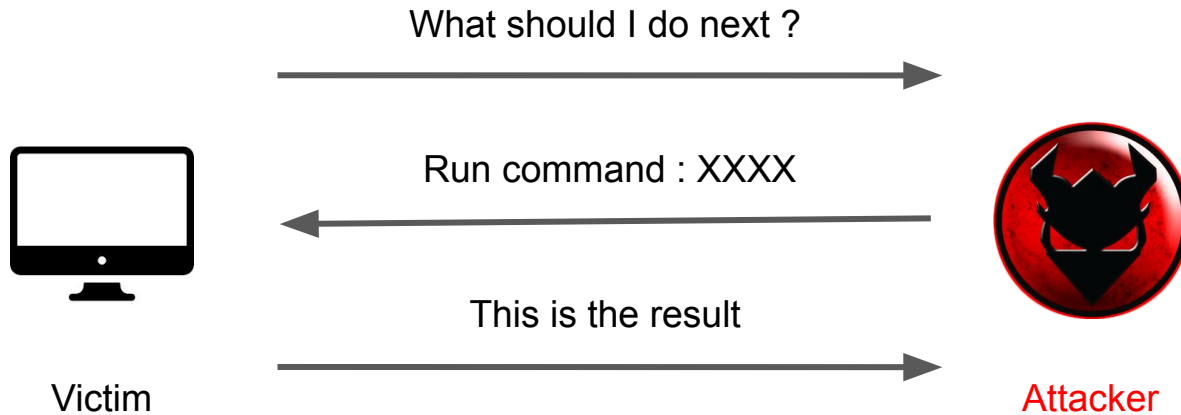 What should I do next ?
Run command : XXXX
This is the result
Victim
Attacker